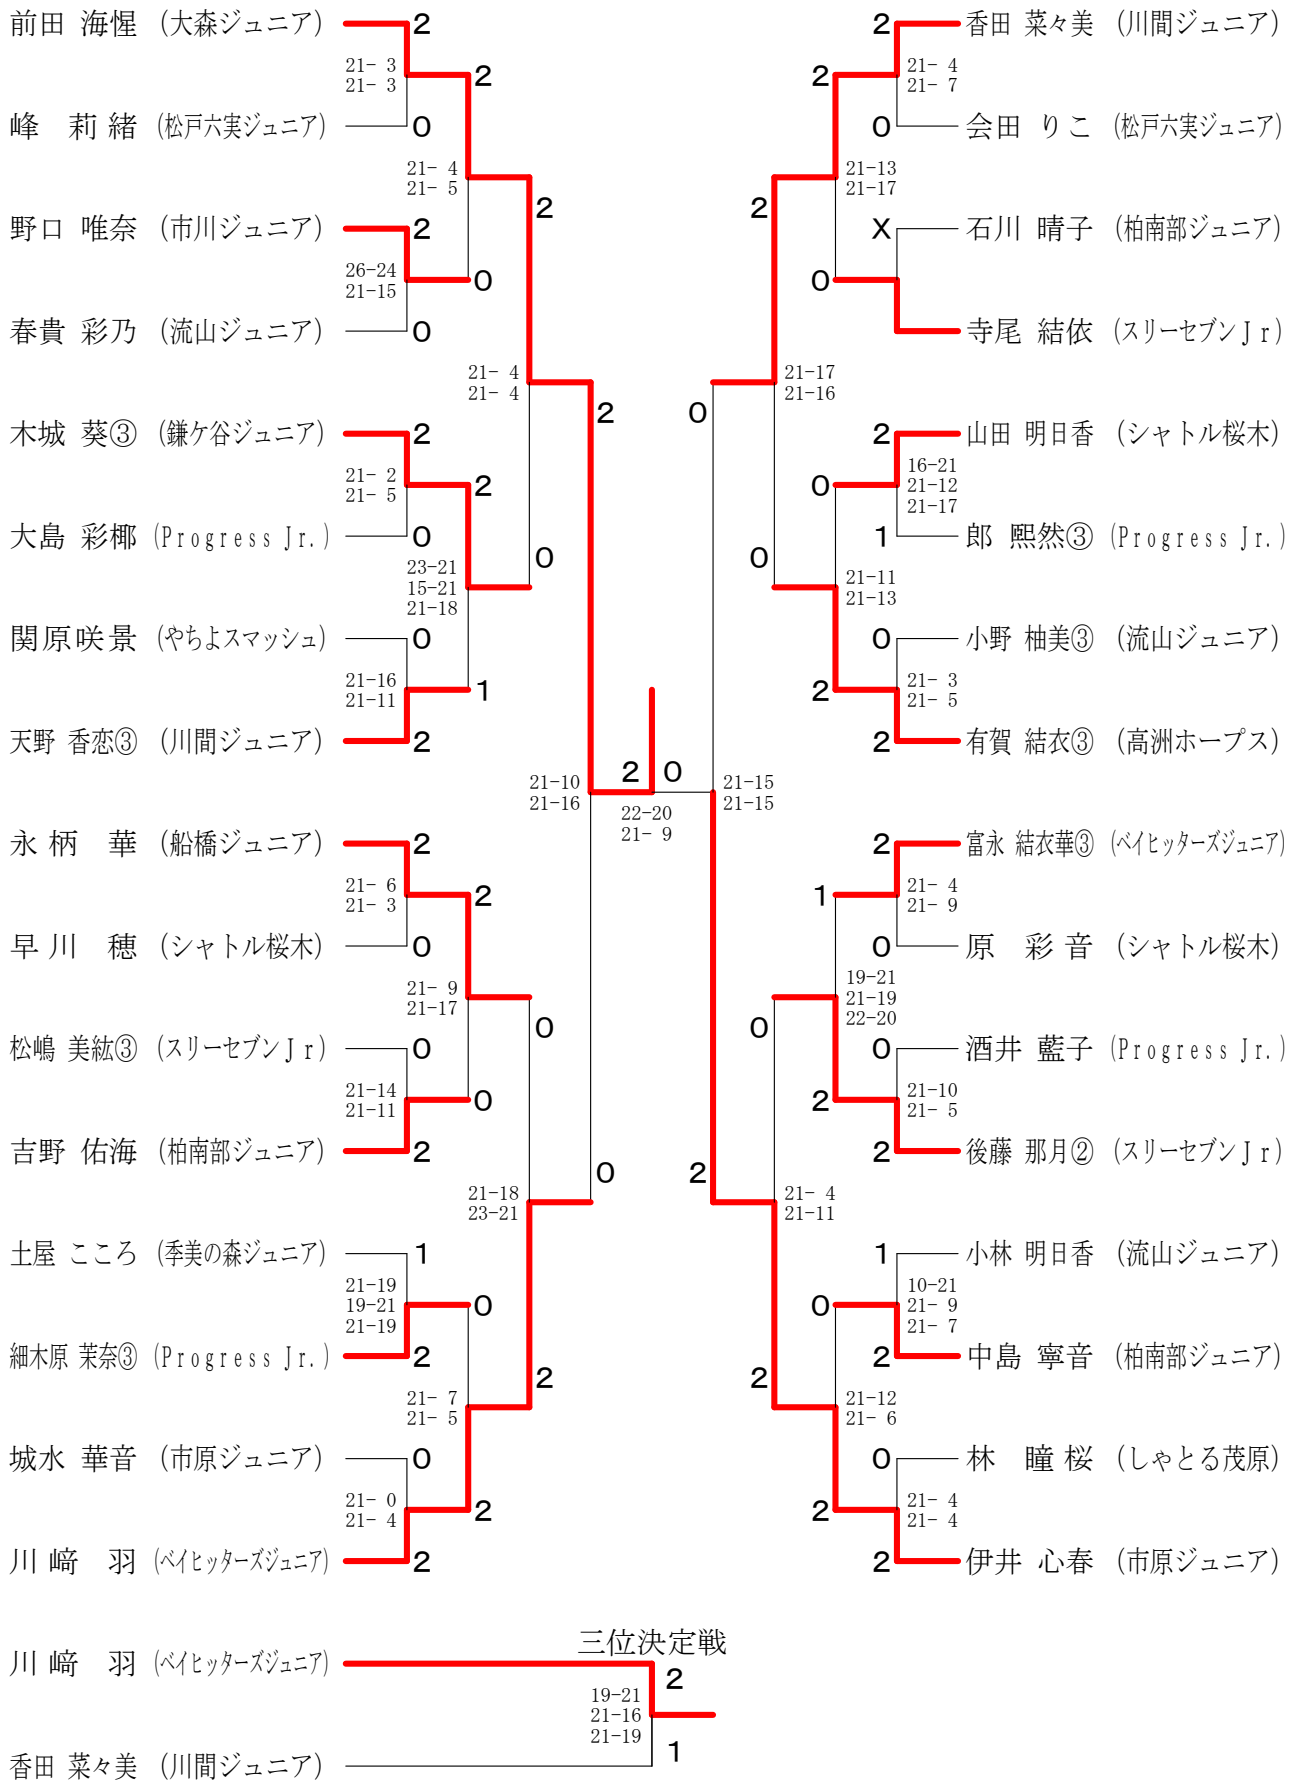 前田 海惺 (大森ジュニア) 2
21- 3
21- 3
2
峰 莉緒 (松戸六実ジュニア) 0
21- 4
21- 5
2
野口 唯奈 (市川ジュニア) 2
26-24
21-15
0
春貴 彩乃 (流山ジュニア) 0
21- 4
21- 4
2
木城 葵③ (鎌ケ谷ジュニア) 2
21- 2
21- 5
2
大島 彩椰 (Progress Jr.) 0
23-21
15-21
21-18
0
関原咲景 (やちよスマッシュ) 0
21-16
21-11
1
天野 香恋③ (川間ジュニア) 2
21-10
21-16
永柄 華 (船橋ジュニア) 2
21- 6
21- 3
2
早川 穂 (シャトル桜木) 0
21- 9
21-17
0
松嶋 美紘③ (スリーセブンJr) 0
21-14
21-11
0
吉野 佑海 (柏南部ジュニア) 2
21-18
23-21
0
土屋 こころ (季美の森ジュニア) 1
21-19
19-21
21-19
0
細木原 茉奈③ (Progress Jr.) 2
21- 7
21- 5
2
城水 華音 (市原ジュニア) 0
21- 0
21- 4
2
川﨑 羽 (ベイヒッターズジュニア) 2
2 0
22-20
21- 9
2 香田 菜々美 (川間ジュニア)
2
21- 4
21- 7
0 会田 りこ (松戸六実ジュニア)
21-13
21-17
2
X 石川 晴子 (柏南部ジュニア)
0
寺尾 結依 (スリーセブンJr)
21-17
21-16
0
2 山田 明日香 (シャトル桜木)
16-21
21-12
21-17
0
1 郎 熙然③ (Progress Jr.)
0
21-11
21-13
0 小野 柚美③ (流山ジュニア)
21- 3
21- 5
2
2 有賀 結衣③ (高洲ホープス)
21-15
21-15
2 富永 結衣華③ (ベイヒッターズジュニア)
1
21- 4
21- 9
0 原 彩音 (シャトル桜木)
19-21
21-19
22-20
0
0 酒井 藍子 (Progress Jr.)
21-10
21- 5
2
2 後藤 那月② (スリーセブンJr)
2
21- 4
21-11
1 小林 明日香 (流山ジュニア)
10-21
21- 9
21- 7
0
2 中島 寧音 (柏南部ジュニア)
2
21-12
21- 6
0 林 瞳桜 (しゃとる茂原)
21- 4
21- 4
2
2 伊井 心春 (市原ジュニア)
三位決定戦
川﨑 羽 (ベイヒッターズジュニア)
2
19-21
21-16
21-19
1
香田 菜々美 (川間ジュニア)